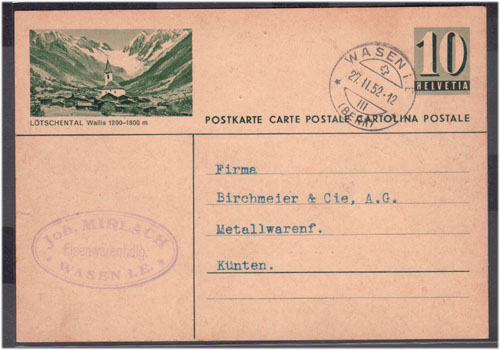 LÖTSCHENTAL Wallis 1200-1800 m
WASEN i.E.
27.II.52-12
III
(BERN)
10
HELVETIA
POSTKARTE CARTE POSTALE CARTOLINA POSTALE
Firma
Birchmeier & Cie, A.G.
Metallwarenf.
Künten.
Joh. MIRLACH
Eisenwarenhdlg.
WASEN i.E.